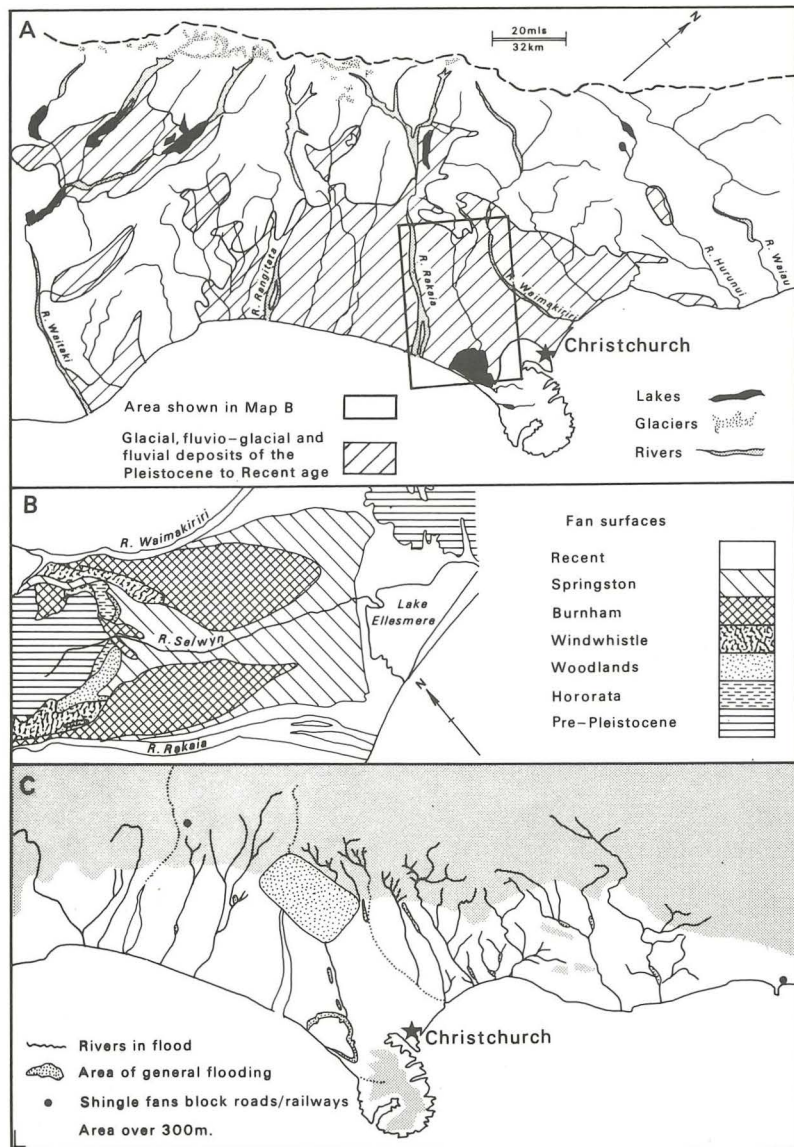 A
20mls
32km
N
R. Waitaki
R. Rangitata
R. Rakaia
R. Waimakiriri
R. Hurunui
R. Waiau
Christchurch
Area shown in Map B
Glacial, fluvio-glacial and
fluvial deposits of the
Pleistocene to Recent age
Lakes
Glaciers
Rivers
B
R. Waimakiriri
R. Selwyn
R. Rakaia
Lake
Ellesmere
N
Fan surfaces
Recent
Springston
Burnham
Windwhistle
Woodlands
Hororata
Pre-Pleistocene
C
Christchurch
Rivers in flood
Area of general flooding
Shingle fans block roads/railways
Area over 300m.